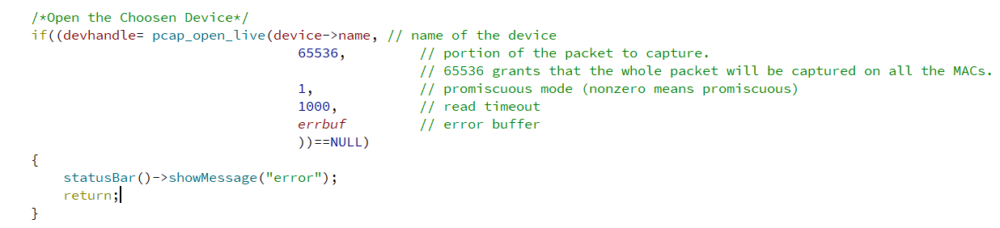 /*Open the Choosen Device*/
if((devhandle= pcap_open_live(device->name, // name of the device
65536, // portion of the packet to capture.
// 65536 grants that the whole packet will be captured on all the MACs.
1, // promiscuous mode (nonzero means promiscuous)
1000, // read timeout
errbuf // error buffer
))==NULL)
{
statusBar()->showMessage("error");
return;
}